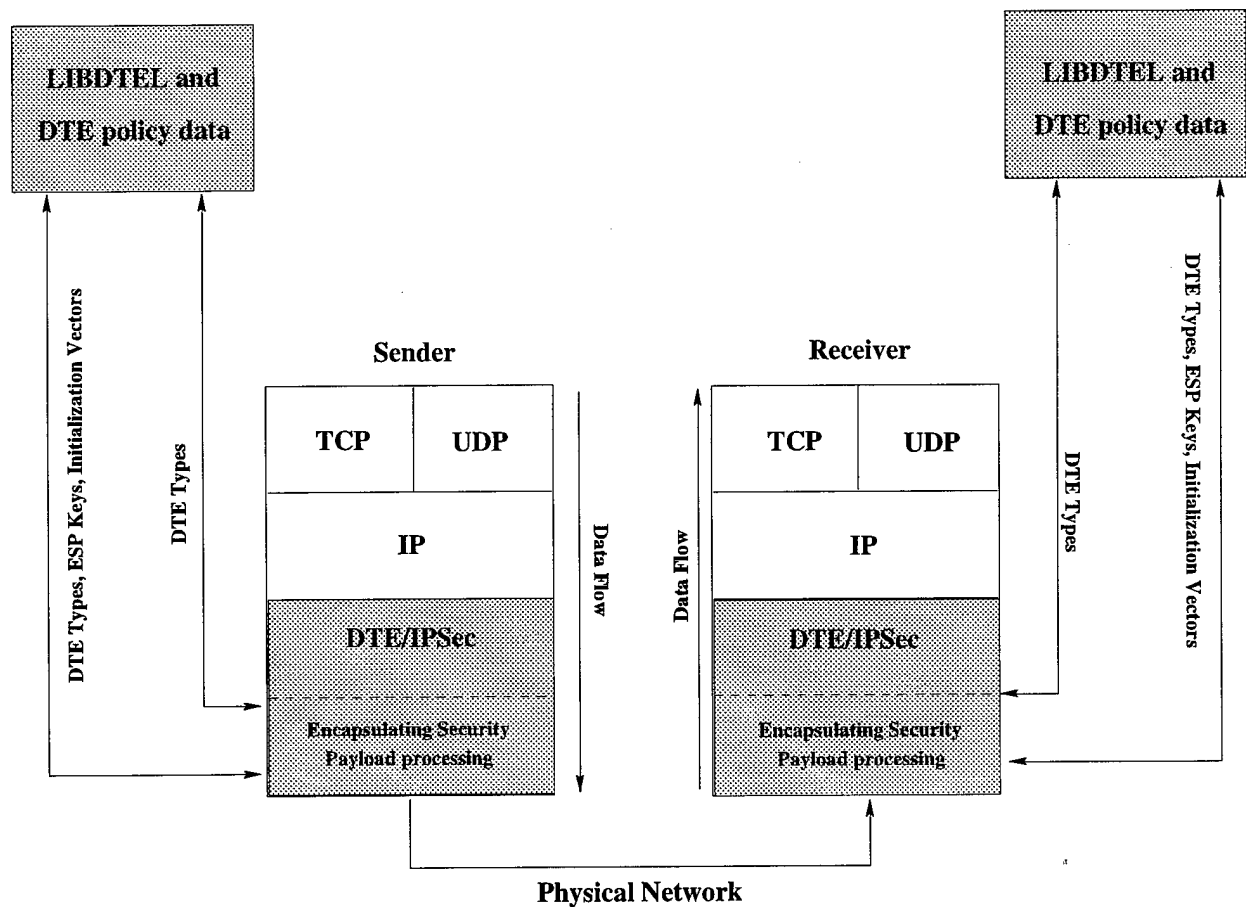 LIBDTEL and
DTE policy data
LIBDTEL and
DTE policy data
DTE Types, ESP Keys, Initialization Vectors
DTE Types
Sender
TCP
UDP
IP
DTE/IPSec
Encapsulating Security
Payload processing
Data Flow
Receiver
TCP
UDP
IP
DTE/IPSec
Encapsulating Security
Payload processing
Data Flow
DTE Types
DTE Types, ESP Keys, Initialization Vectors
Physical Network